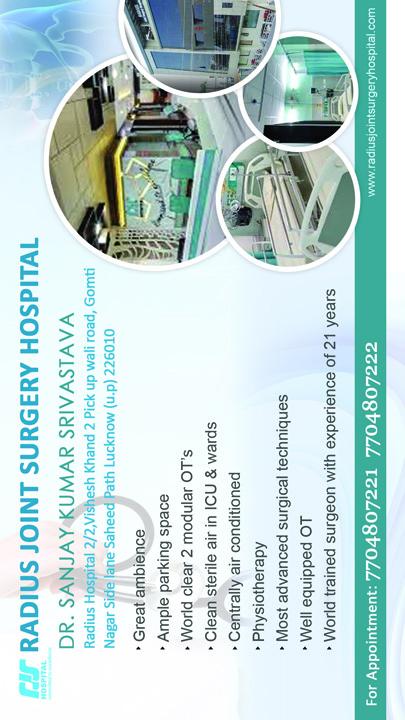 RJS
HOSPITAL
RADIUS JOINT SURGERY HOSPITAL
DR. SANJAY KUMAR SRIVASTAVA
Radius Hospital 2/2,Vishesh Khand 2 Pick up wali road, Gomti
Nagar Side lane Saheed Path Lucknow (u.p) 226010
• Great ambience
• Ample parking space
• World clear 2 modular OT's
• Clean sterile air in ICU & wards
• Centrally air conditioned
• Physiotherapy
• Most advanced surgical techniques
• Well equipped OT
• World trained surgeon with experience of 21 years
For Appointment: 7704807221 7704807222
www.radiusjointsurgeryhospital.com